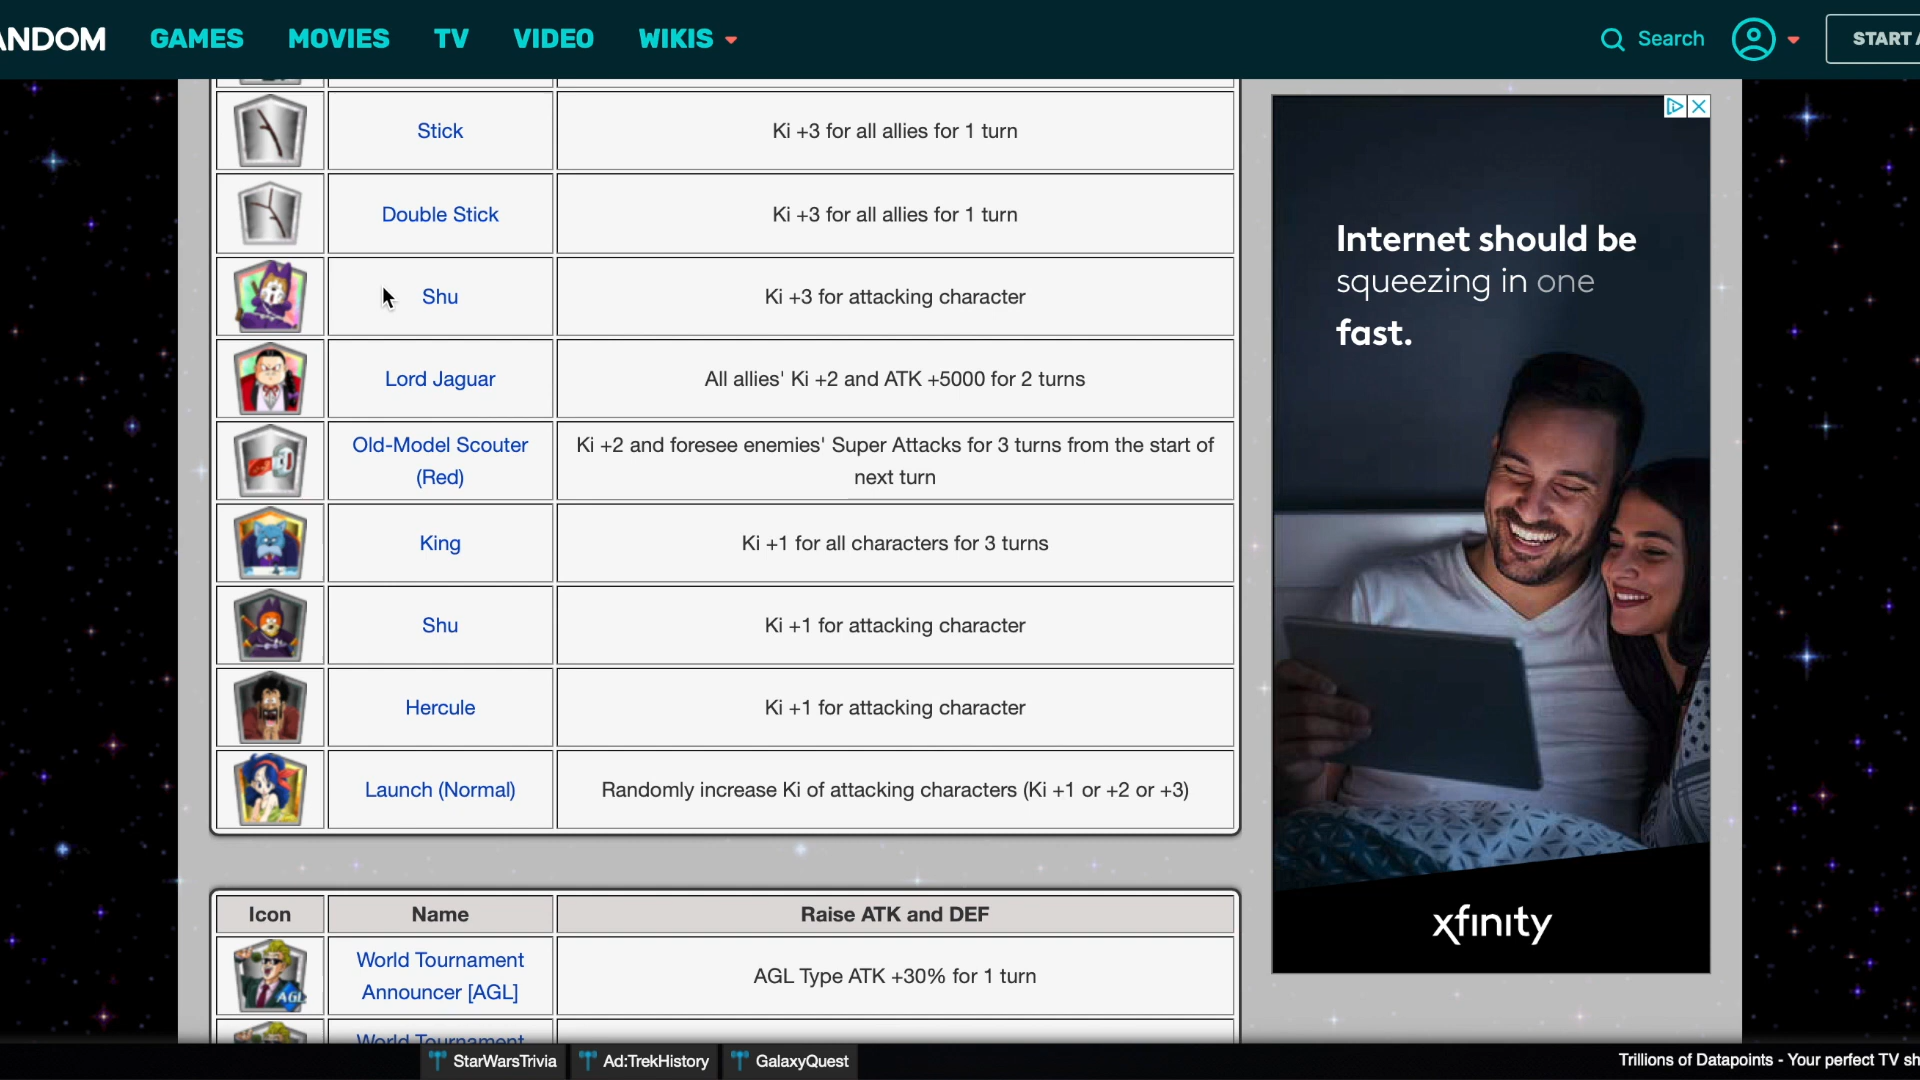 ANDOM
GAMES
MOVIES
TV
VIDEO
WIKIS
Search
START A
Stick
Ki +3 for all allies for 1 turn
Double Stick
Ki +3 for all allies for 1 turn
Shu
Ki +3 for attacking character
Lord Jaguar
All allies' Ki +2 and ATK +5000 for 2 turns
Old-Model Scouter
(Red)
Ki +2 and foresee enemies' Super Attacks for 3 turns from the start of
next turn
King
Ki +1 for all characters for 3 turns
Shu
Ki +1 for attacking character
Hercule
Ki +1 for attacking character
Launch (Normal)
Randomly increase Ki of attacking characters (Ki +1 or +2 or +3)
Icon
Name
Raise ATK and DEF
World Tournament
Announcer [AGL]
AGL
AGL Type ATK +30% for 1 turn
World Tournament
Internet should be
squeezing in one
fast.
xfinity
StarWarsTrivia
Ad:TrekHistory
GalaxyQuest
Trillions of Datapoints - Your perfect TV sh